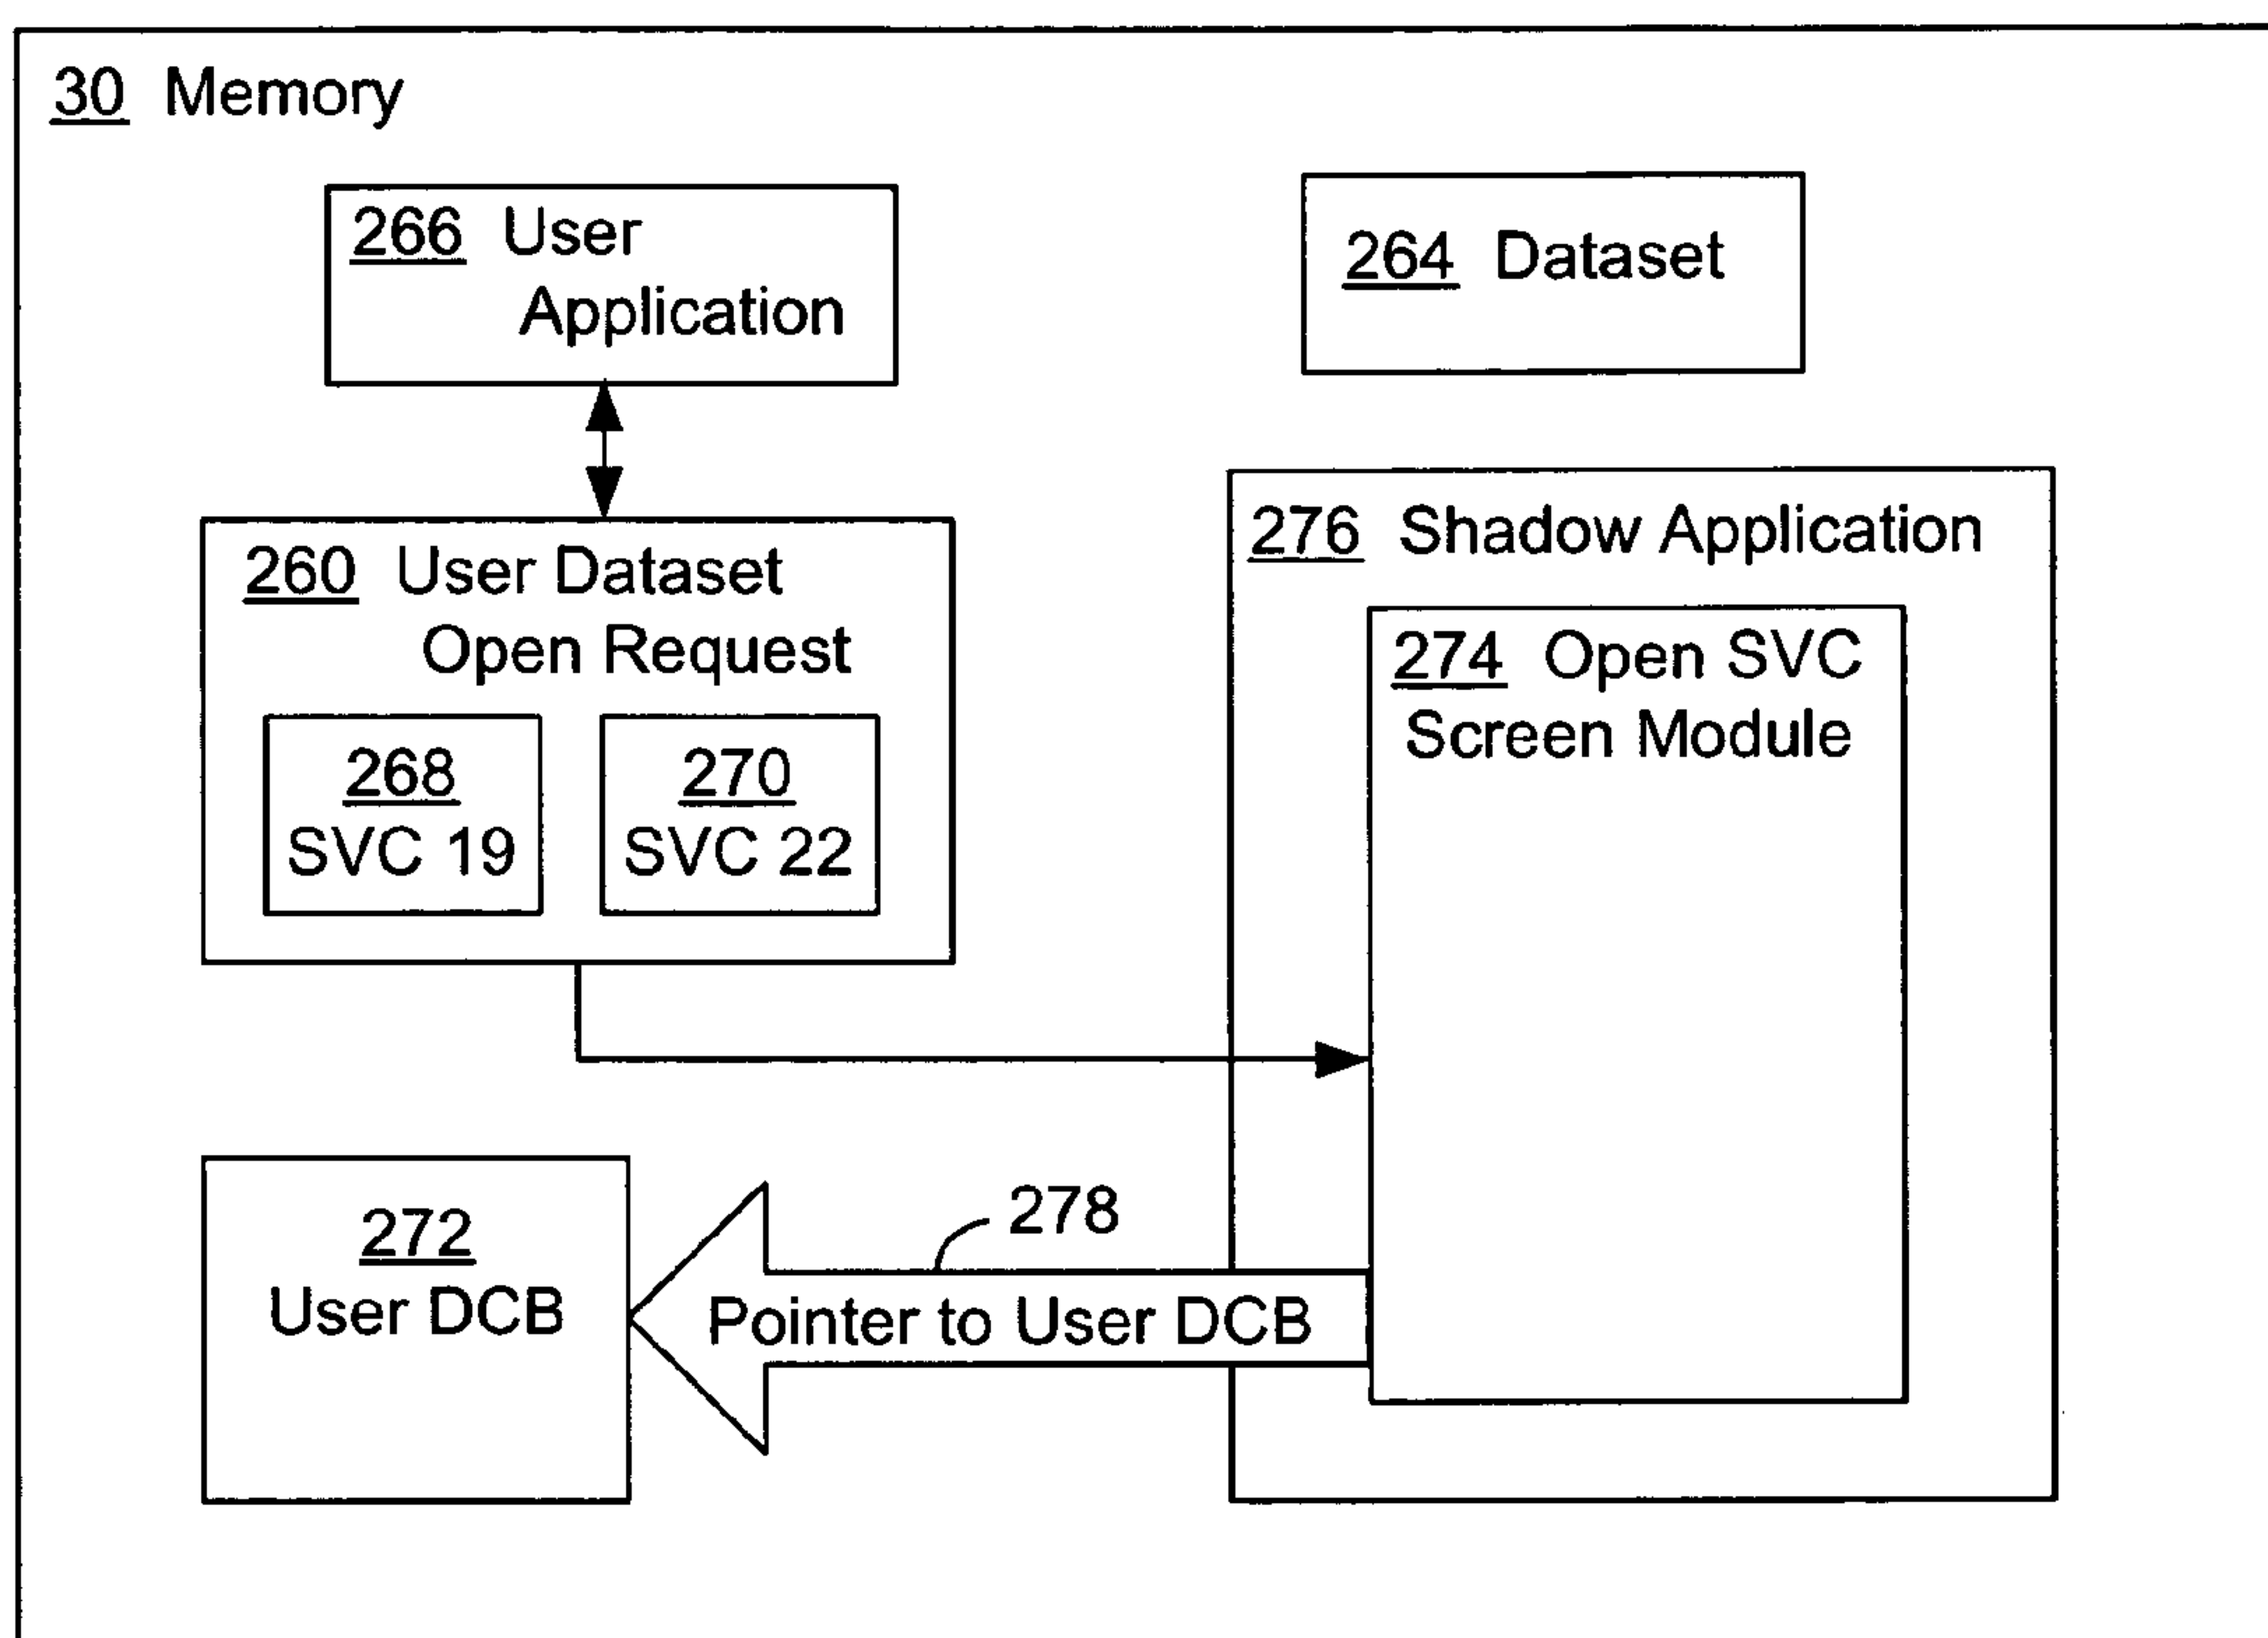 30 Memory
266 User
Application
264 Dataset
260 User Dataset
Open Request
268
SVC 19
270
SVC 22
276 Shadow Application
274 Open SVC
Screen Module
272
User DCB
278
Pointer to User DCB